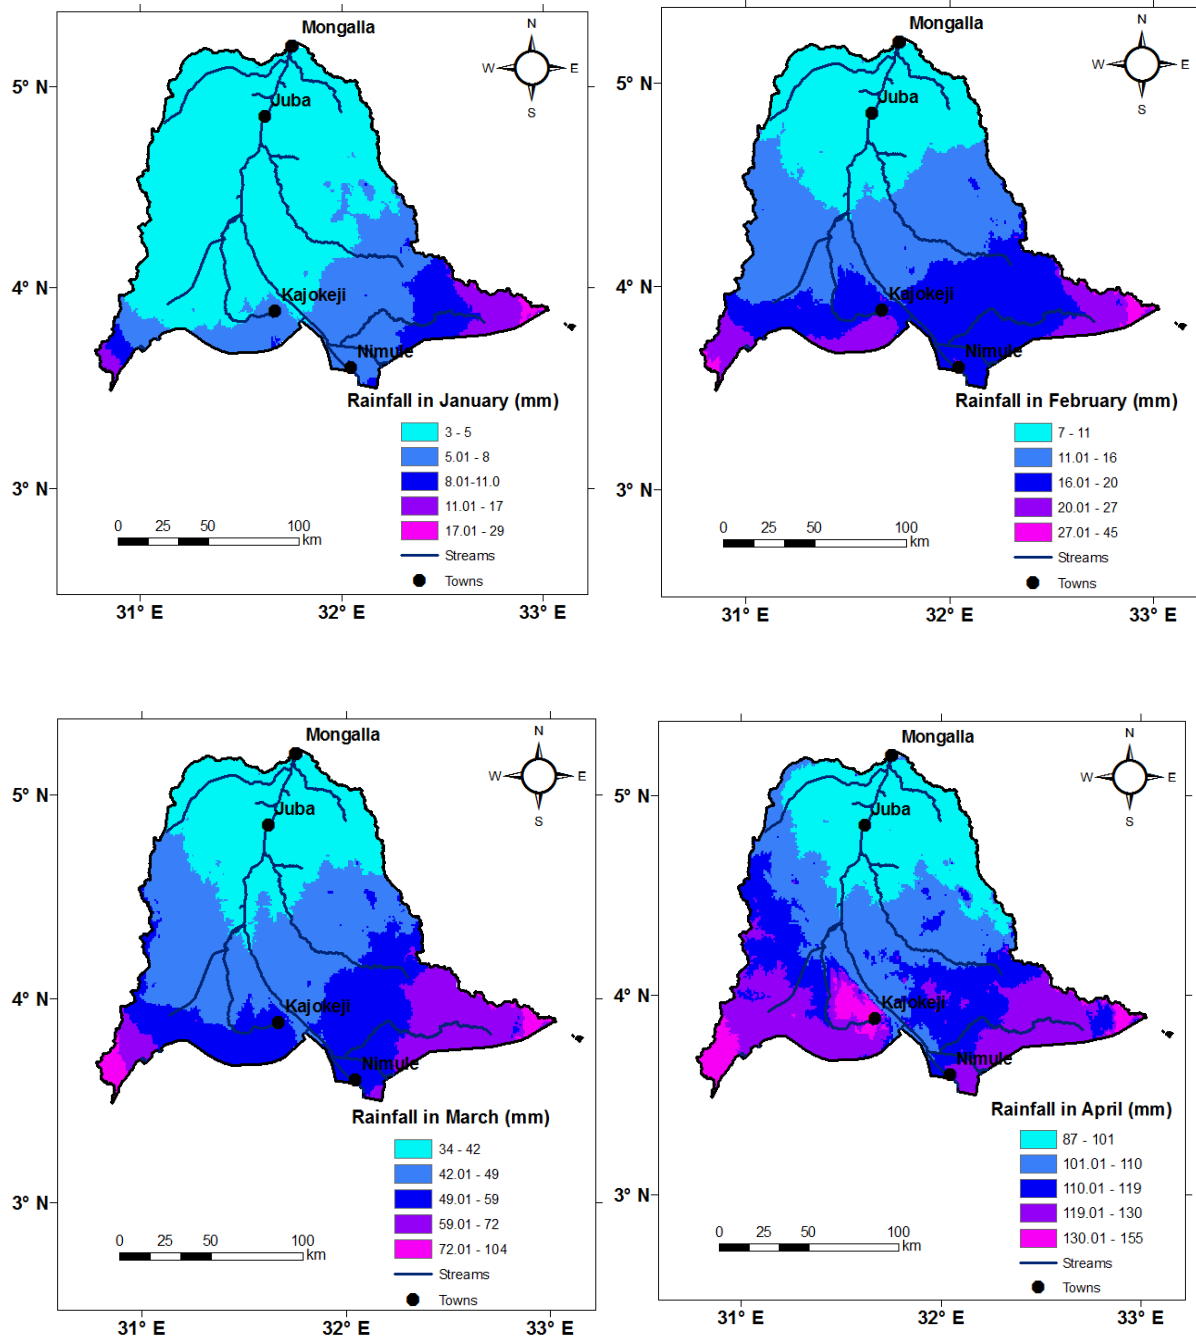 Mongalla
N
W
E
S
5° N
Juba
4° N
Kajokeji
Nimule
Rainfall in January (mm)
3 - 5
5.01 - 8
8.01-11.0
11.01 - 17
17.01 - 29
Streams
Towns
3° N
0 25 50 100
km
31° E 32° E 33° E
Mongalla
N
W
E
S
5° N
Juba
4° N
Kajokeji
Nimule
Rainfall in February (mm)
7 - 11
11.01 - 16
16.01 - 20
20.01 - 27
27.01 - 45
Streams
Towns
3° N
0 25 50 100
km
31° E 32° E 33° E
Mongalla
N
W
E
S
5° N
Juba
4° N
Kajokeji
Nimule
Rainfall in March (mm)
34 - 42
42.01 - 49
49.01 - 59
59.01 - 72
72.01 - 104
Streams
Towns
3° N
0 25 50 100
km
31° E 32° E 33° E
Mongalla
N
W
E
S
5° N
Juba
4° N
Kajokeji
Nimule
Rainfall in April (mm)
87 - 101
101.01 - 110
110.01 - 119
119.01 - 130
130.01 - 155
Streams
Towns
3° N
0 25 50 100
km
31° E 32° E 33° E